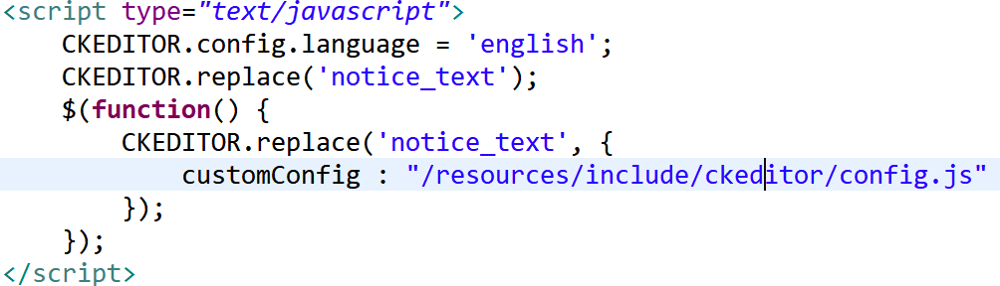 <script type="text/javascript">
    CKEDITOR.config.language = 'english';
    CKEDITOR.replace('notice_text');
    $(function() {
        CKEDITOR.replace('notice_text', {
            customConfig : "/resources/include/ckeditor/config.js"
        });
    });
</script>